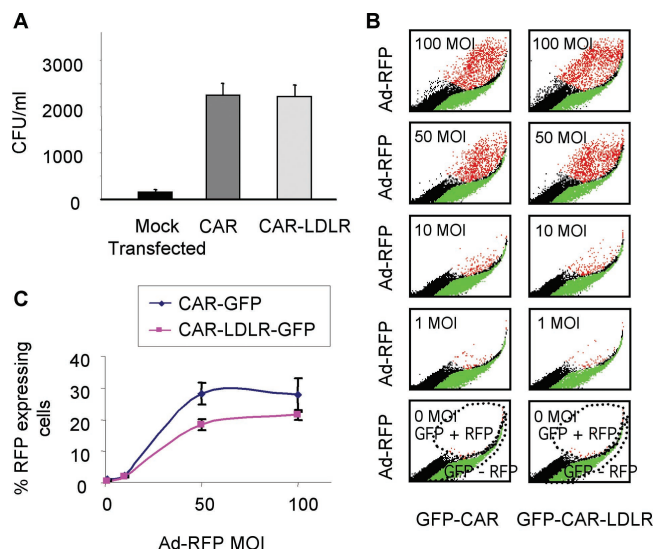 A
3000
2000
1000
0
CFU/ml
Mock
Transfected
CAR
CAR-LDLR
B
Ad-RFP
100 MOI
100 MOI
Ad-RFP
50 MOI
50 MOI
Ad-RFP
10 MOI
10 MOI
Ad-RFP
1 MOI
1 MOI
Ad-RFP
0 MOI
GFP + RFP
GFP - RFP
0 MOI
GFP + RFP
GFP - RFP
GFP-CAR
GFP-CAR-LDLR
C
CAR-GFP
CAR-LDLR-GFP
% RFP expressing
cells
40
30
20
10
0
0
50
100
Ad-RFP MOI